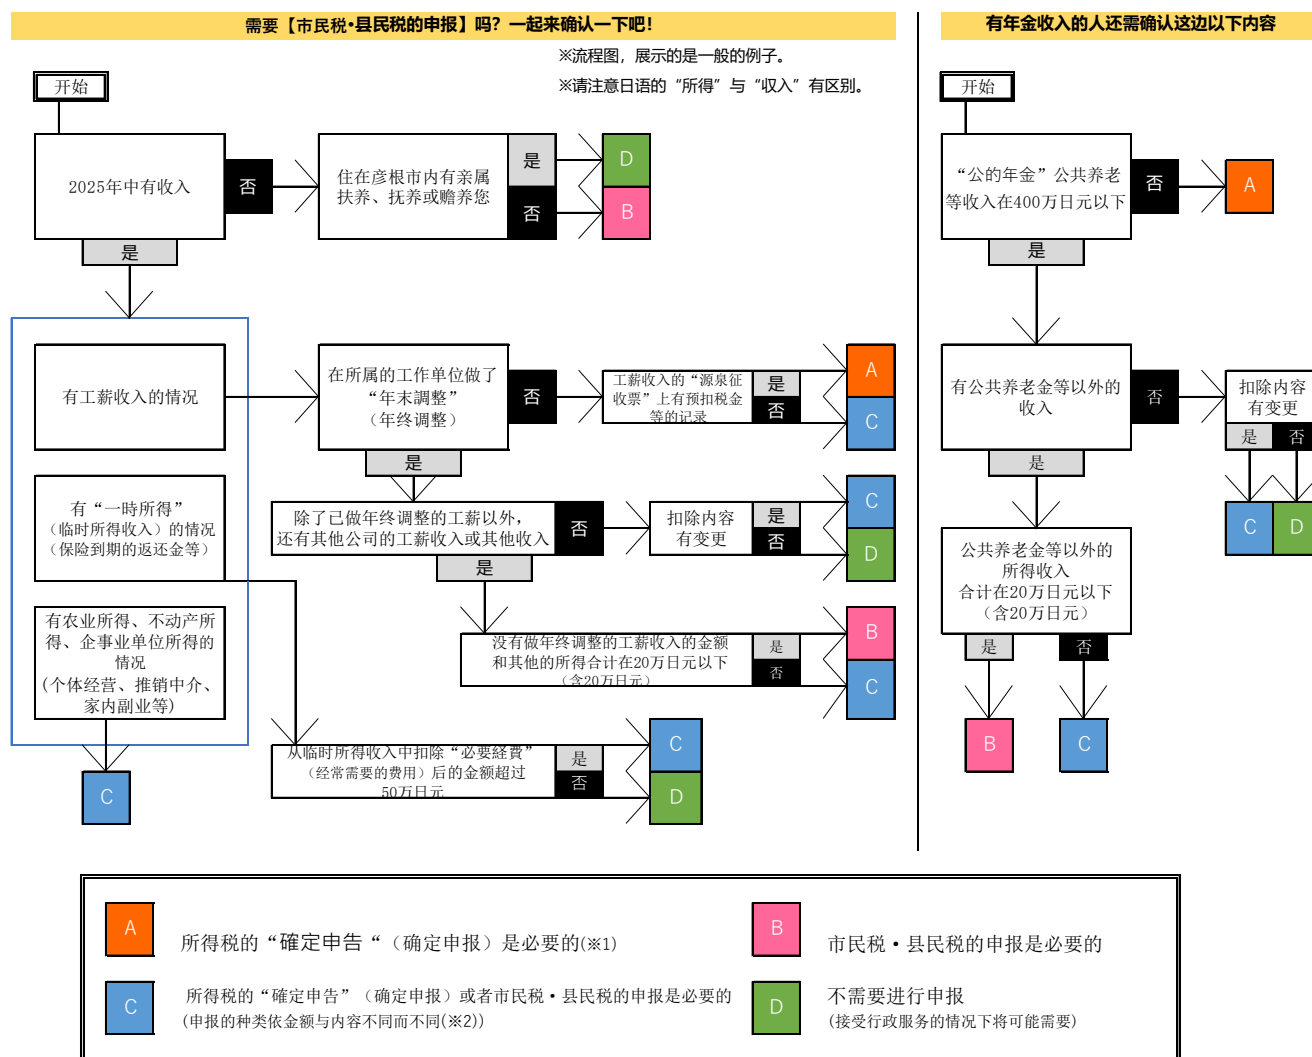 需要【市民税•县民税的申报】吗？一起来确认一下吧！
※流程图，展示的是一般的例子。
※请注意日语的“所得”与“収入”有区别。
开始
2025年中有收入
否
是
住在彦根市内有亲属
扶养、抚养或赡养您
是
否
D
B
有工薪收入的情况
在所属的工作单位做了
“年末調整”
（年终调整）
否
是
工薪收入的“源泉征
收票”上有预扣税金
等的记录
是
否
A
C
有“一時所得”
（临时所得收入）的情况
（保险到期的返还金等）
除了已做年终调整的工薪以外，
还有其他公司的工薪收入或其他收入
否
是
扣除内容
有变更
是
否
C
D
有农业所得、不动产所
得、企事业单位所得的
情况
(个体经营、推销中介、
家内副业等)
C
没有做年终调整的工薪收入的金额
和其他的所得合计在20万日元以下
（含20万日元）
是
否
B
C
从临时所得收入中扣除“必要経費”
（经常需要的费用）后的金额超过
50万日元
是
否
C
D
有年金收入的人还需确认这边以下内容
开始
“公的年金”公共养老
等收入在400万日元以下
否
A
是
有公共养老金等以外的
收入
否
是
扣除内容
有变更
是
否
C
D
公共养老金等以外的
所得收入
合计在20万日元以下
（含20万日元）
是
否
B
C
A
所得税的“確定申告“（确定申报）是必要的(※1)
B
市民税•县民税的申报是必要的
C
所得税的“確定申告”（确定申报）或者市民税•县民税的申报是必要的
(申报的种类依金额与内容不同而不同(※2))
D
不需要进行申报
(接受行政服务的情况下将可能需要)